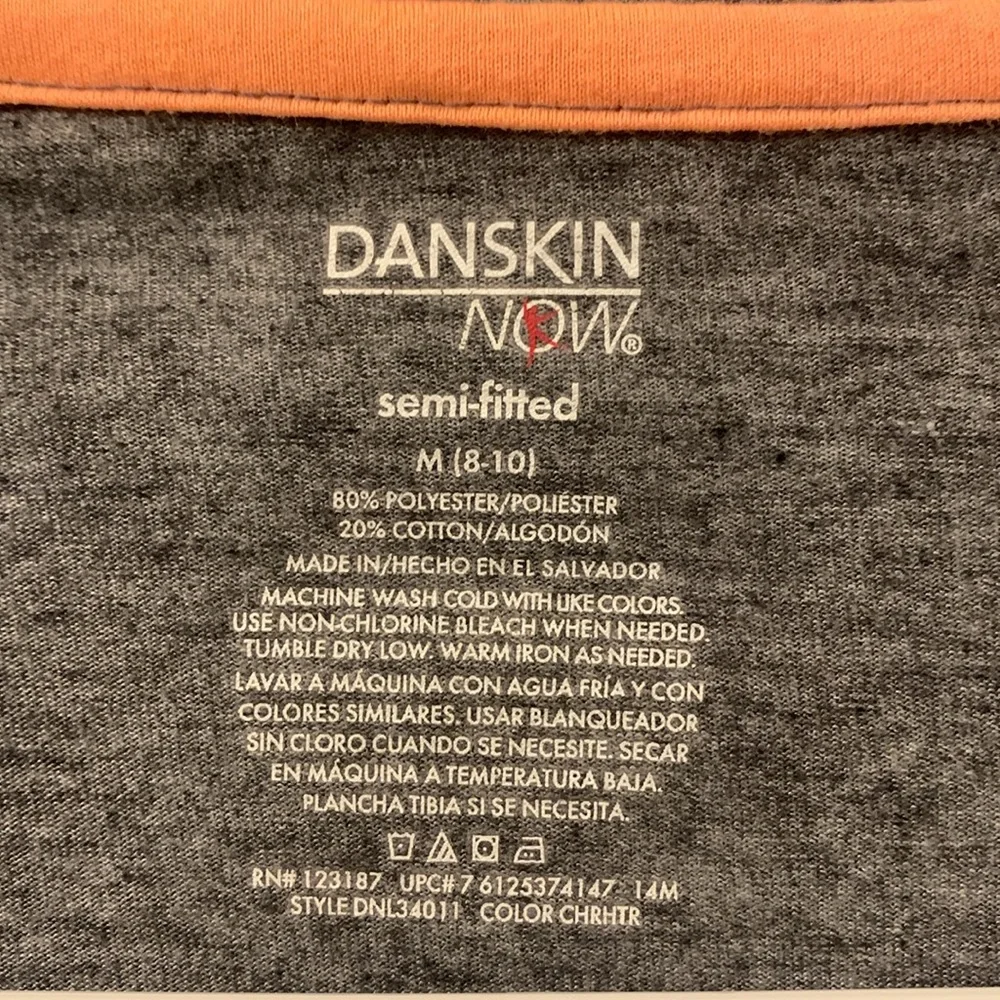 DANSKIN
NOW®
semi-fitted
M (8-10)
80% POLYESTER/POLIÉSTER
20% COTTON/ALGODÓN
MADE IN/HECHO EN EL SALVADOR
MACHINE WASH COLD WITH LIKE COLORS.
USE NON-CHLORINE BLEACH WHEN NEEDED.
TUMBLE DRY LOW. WARM IRON AS NEEDED.
LAVAR A MÁQUINA CON AGUA FRÍA Y CON
COLORES SIMILARES. USAR BLANQUEADOR
SIN CLORO CUANDO SE NECESITE. SECAR
EN MÁQUINA A TEMPERATURA BAJA.
PLANCHA TIBIA SI SE NECESITA.
RN# 123187 UPC# 7 6125374147 14M
STYLE DNL34011 COLOR CHRHTR